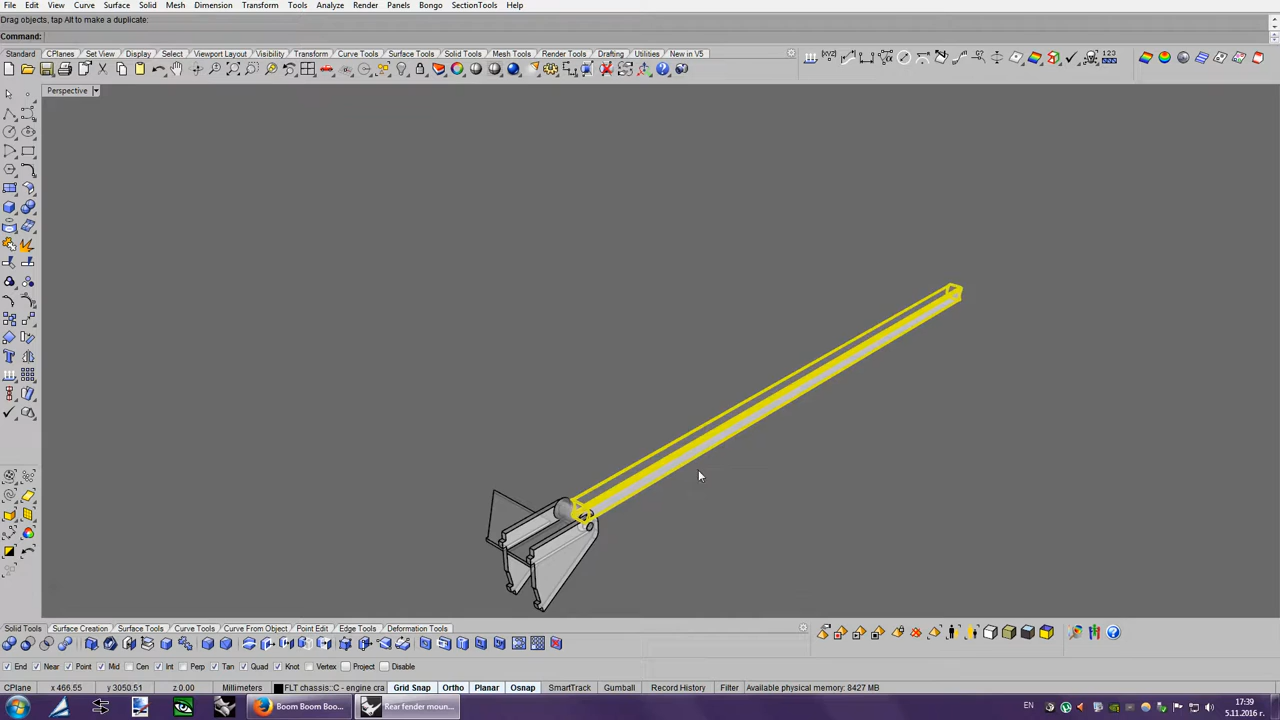 File Edit View Curve Surface Solid Mesh Dimension Transform Tools Analyze Render Panels Bongo SectionTools Help
Drag objects, tap Alt to make a duplicate:
Command:
Standard CPlanes Set View Display Select Viewport Layout Visibility Transform Curve Tools Surface Tools Solid Tools Mesh Tools Render Tools Drafting Utilities New in V5
Perspective
Solid Tools Surface Creation Surface Tools Curve Tools Curve From Object Point Edit Edge Tools Deformation Tools
End Near Point Mid Cen Int Perp Tan Quad Knot Vertex Project Disable
CPlane x 466.55 y 3050.51 z 0.00 Millimeters FLT chassis::C - engine cra Grid Snap Ortho Planar Osnap SmartTrack Gumball Record History Filter Available physical memory: 8427 MB
Boom Boom Boo... Rear fender moun... EN 17:39
5.11.2016 г.